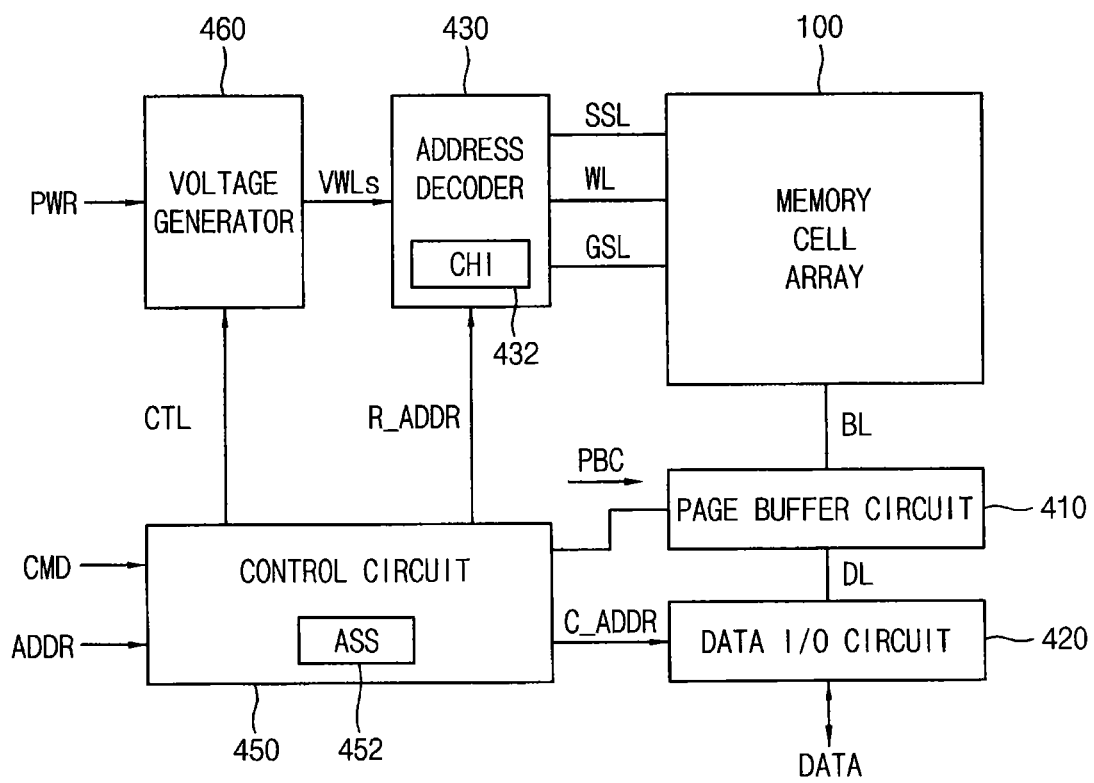 460
430
100
VOLTAGE
GENERATOR
ADDRESS
DECODER
CHI
MEMORY
CELL
ARRAY
PWR
VWLs
SSL
WL
GSL
432
CTL
R_ADDR
BL
PBC
PAGE BUFFER CIRCUIT
410
CMD
CONTROL CIRCUIT
DL
ADDR
ASS
C_ADDR
DATA I/O CIRCUIT
420
450
452
DATA